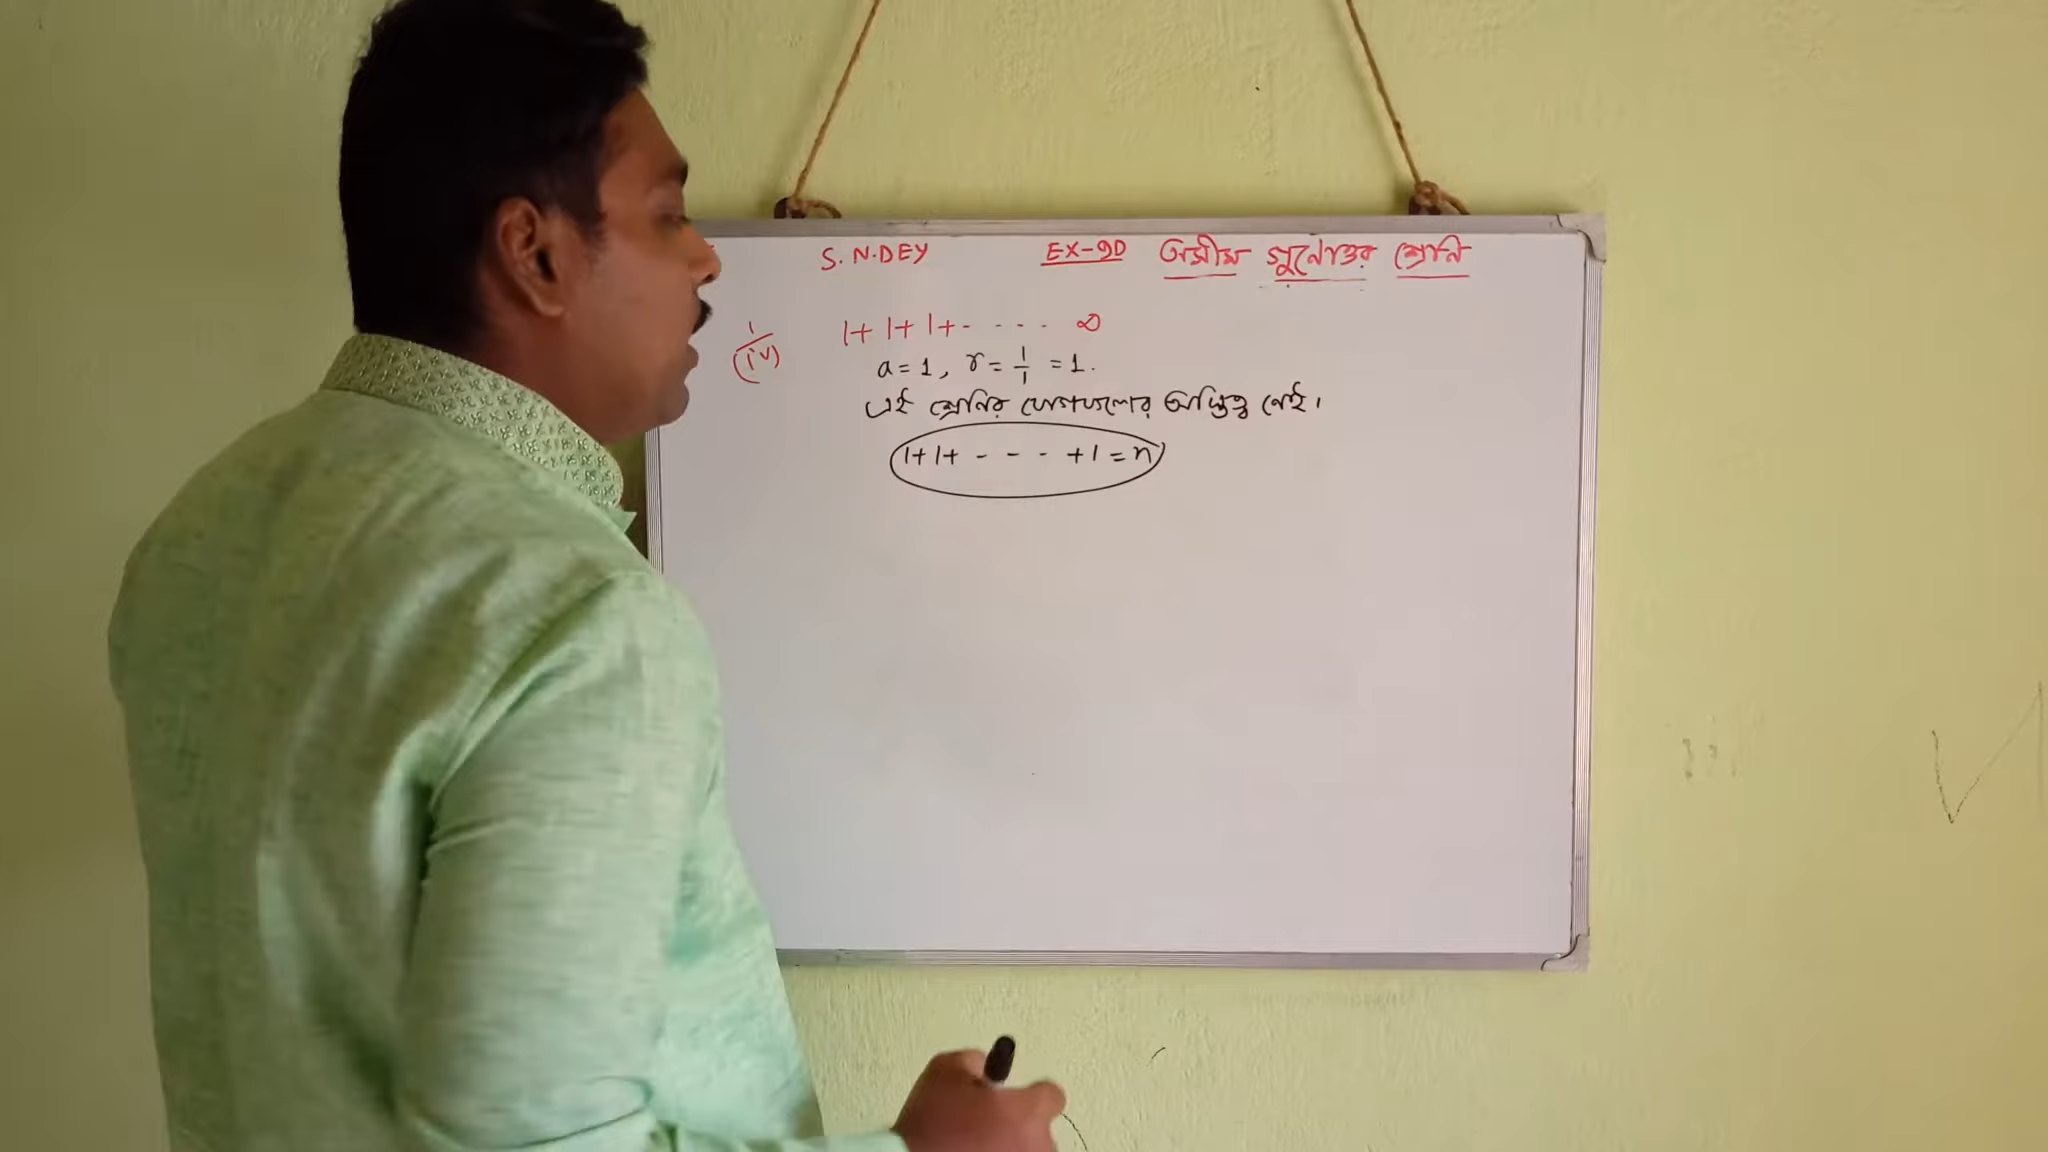 S. N. DEY EX-9D অসীম গুনোত্তর শ্রেনি
1/(iv) 1+ 1+ 1+ - - - - ∞
a = 1, r = 1/1 = 1.
এই শ্রেনির যোগফলের অস্তিত্ব নেই।
1+1+ - - - - +1 = n